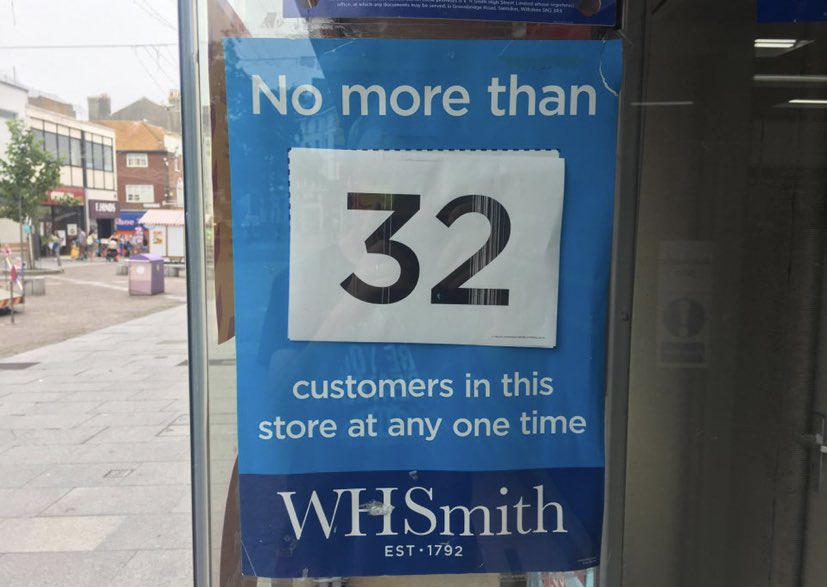 No more than
32
customers in this
store at any one time
WHSmith
EST • 1792